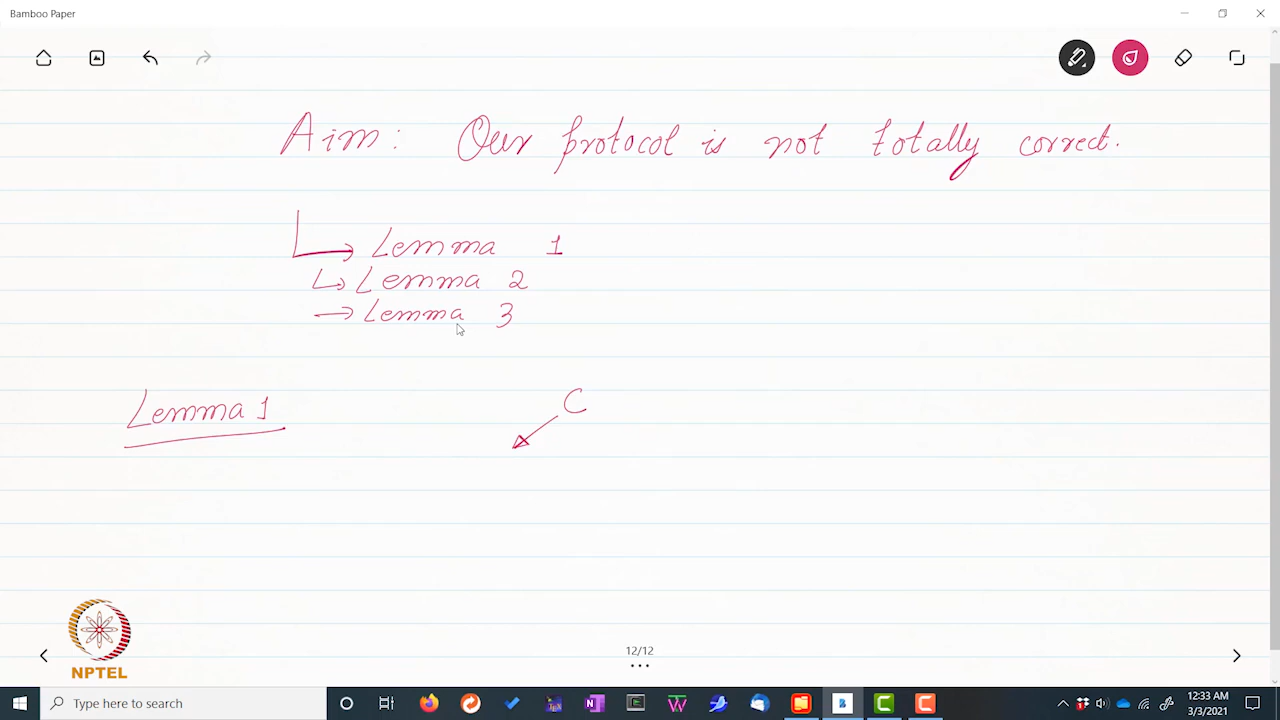 Bamboo Paper
Aim: Our protocol is not totally correct.
Lemma 1
Lemma 2
Lemma 3
Lemma 1 C
NPTEL
12/12
Type here to search
12:33 AM
3/3/2021